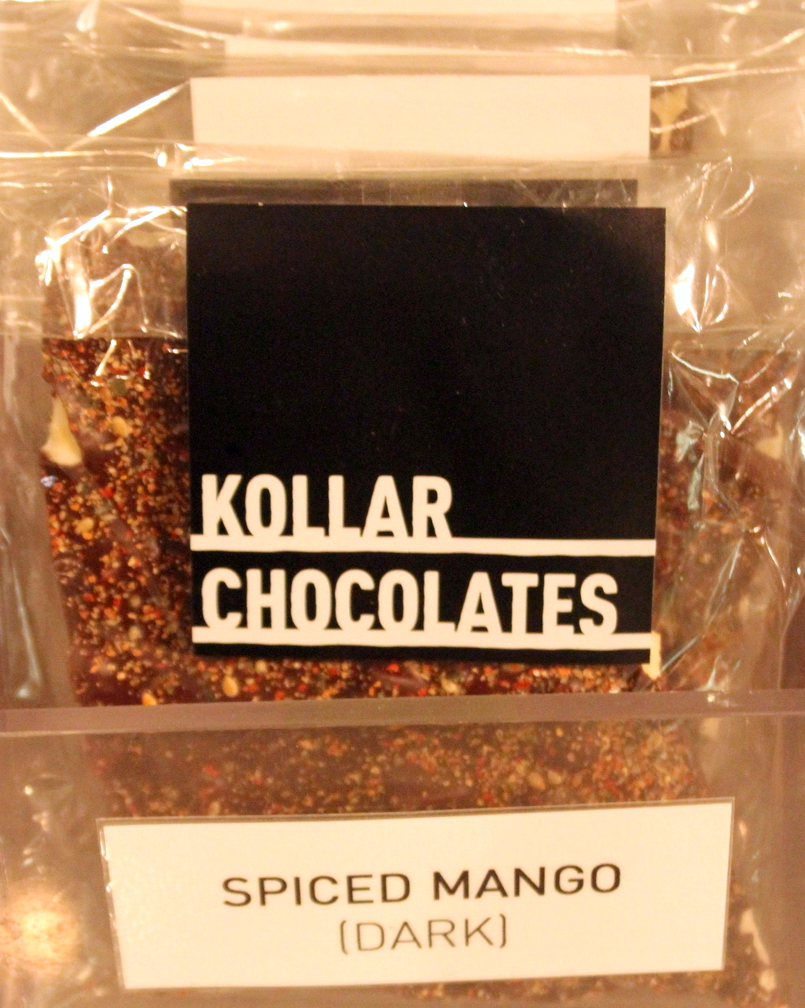 KOLLAR
CHOCOLATES
SPICED MANGO
(DARK)